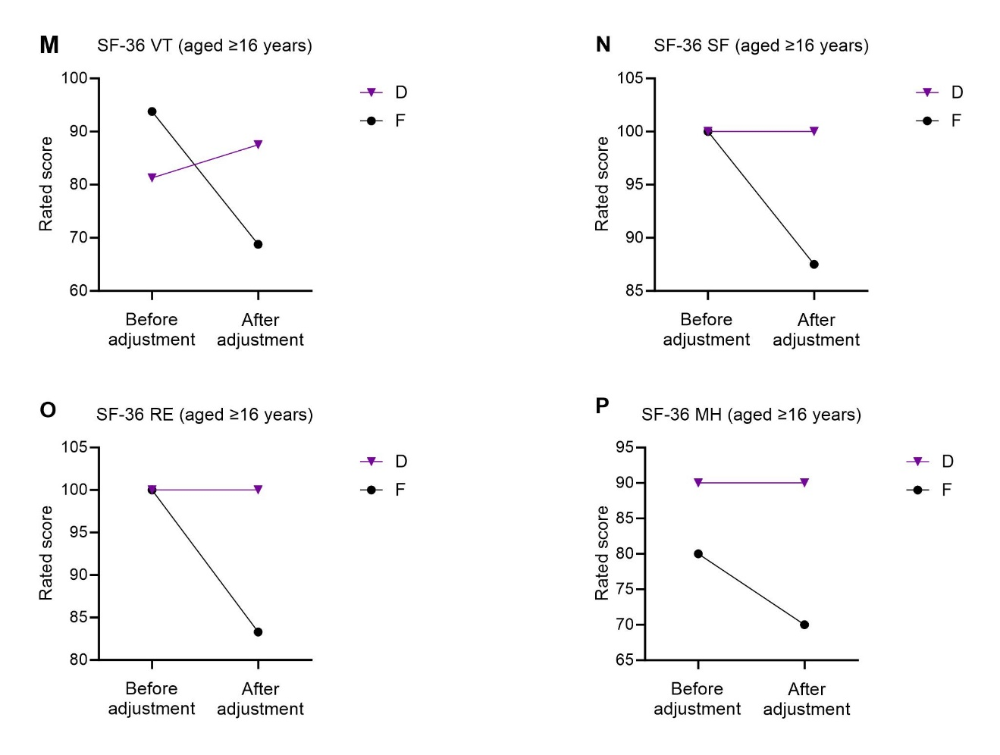 M
SF-36 VT (aged ≥16 years)
100
90
80
70
60
Rated score
Before
adjustment
After
adjustment
D
F
N
SF-36 SF (aged ≥16 years)
105
100
95
90
85
Rated score
Before
adjustment
After
adjustment
D
F
O
SF-36 RE (aged ≥16 years)
105
100
95
90
85
80
Rated score
Before
adjustment
After
adjustment
D
F
P
SF-36 MH (aged ≥16 years)
95
90
85
80
75
70
65
Rated score
Before
adjustment
After
adjustment
D
F